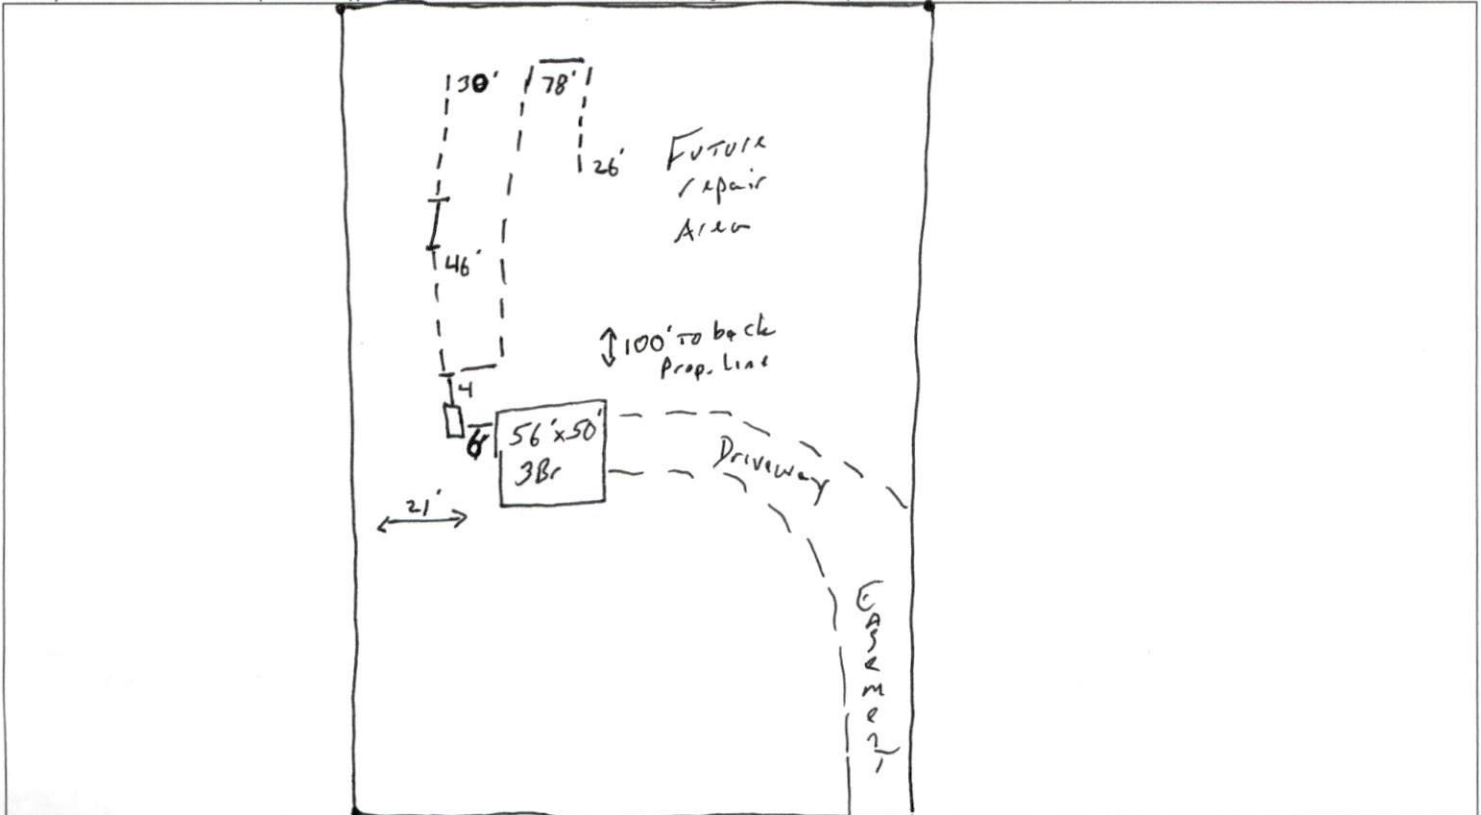 30'
78'
26'
Future
repair
Area
46'
100' To back
Prop. Line
4
6
56'x50'
3Br
Driveway
21'
Easement